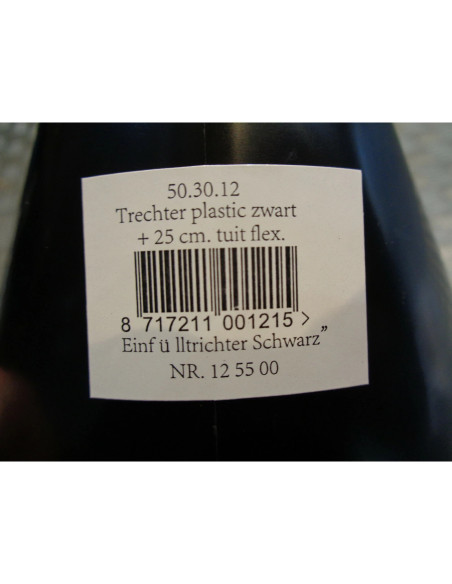 50.30.12
Trechter plastic zwart
+ 25 cm. tuit flex.
8 717211 001215 >
Einf ü lltrichter Schwarz„
NR. 12 55 00